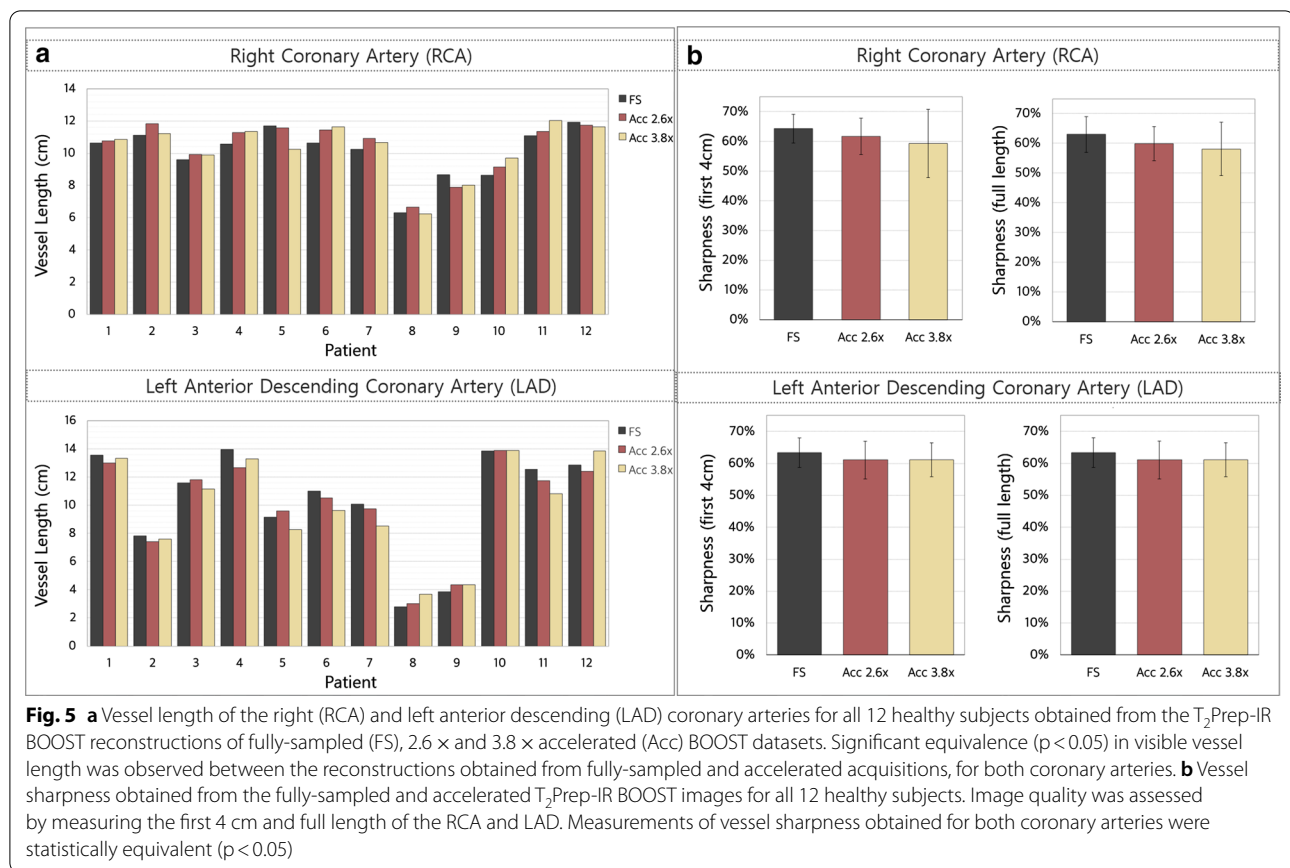 a
Right Coronary Artery (RCA)
Vessel Length (cm)
14
12
10
8
6
4
2
0
FS
Acc 2.6x
Acc 3.8x
1 2 3 4 5 6 7 8 9 10 11 12
Patient
Left Anterior Descending Coronary Artery (LAD)
Vessel Length (cm)
16
14
12
10
8
6
4
2
0
FS
Acc 2.6x
Acc 3.8x
1 2 3 4 5 6 7 8 9 10 11 12
Patient
b
Right Coronary Artery (RCA)
Sharpness (first 4cm)
70%
60%
50%
40%
30%
20%
10%
0%
FS Acc 2.6x Acc 3.8x
Sharpness (full length)
70%
60%
50%
40%
30%
20%
10%
0%
FS Acc 2.6x Acc 3.8x
Left Anterior Descending Coronary Artery (LAD)
Sharpness (first 4cm)
70%
60%
50%
40%
30%
20%
10%
0%
FS Acc 2.6x Acc 3.8x
Sharpness (full length)
70%
60%
50%
40%
30%
20%
10%
0%
FS Acc 2.6x Acc 3.8x
Fig. 5 a Vessel length of the right (RCA) and left anterior descending (LAD) coronary arteries for all 12 healthy subjects obtained from the T₂Prep-IR
BOOST reconstructions of fully-sampled (FS), 2.6 × and 3.8 × accelerated (Acc) BOOST datasets. Significant equivalence (p < 0.05) in visible vessel
length was observed between the reconstructions obtained from fully-sampled and accelerated acquisitions, for both coronary arteries. b Vessel
sharpness obtained from the fully-sampled and accelerated T₂Prep-IR BOOST images for all 12 healthy subjects. Image quality was assessed
by measuring the first 4 cm and full length of the RCA and LAD. Measurements of vessel sharpness obtained for both coronary arteries were
statistically equivalent (p < 0.05)